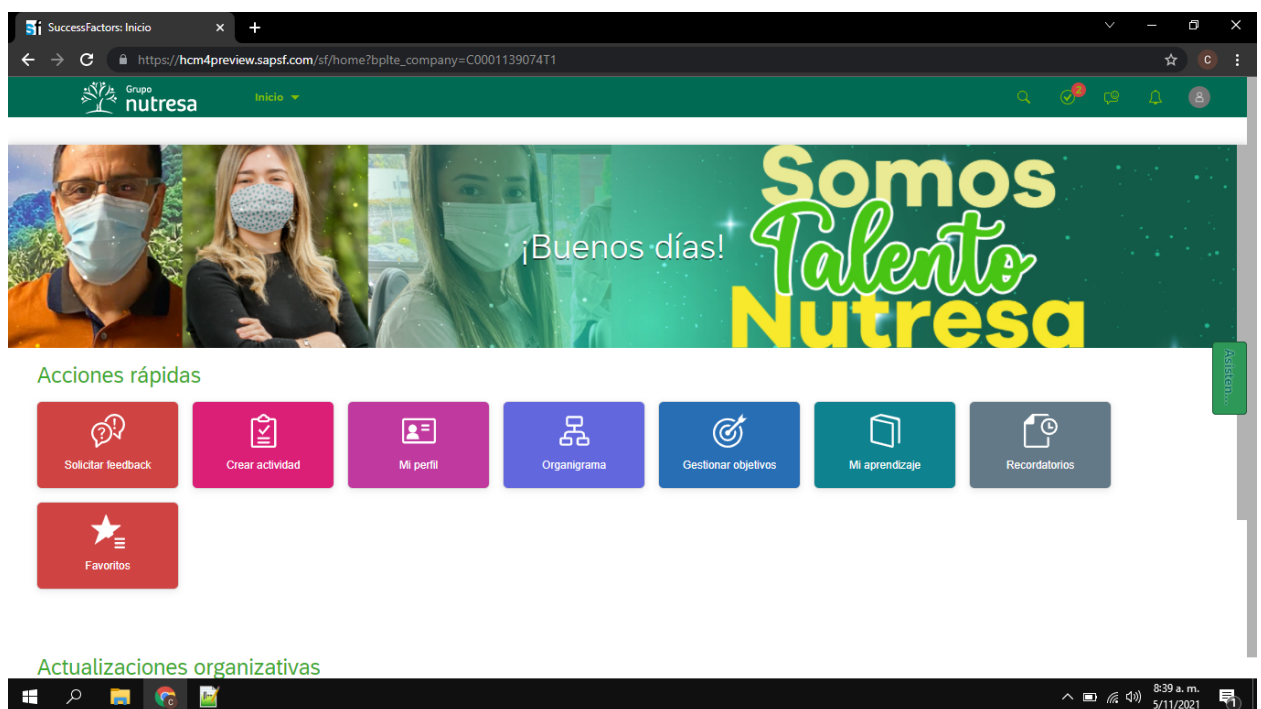 SuccessFactors: Inicio
https://hcm4preview.sapsf.com/sf/home?bplte_company=C0001139074T1
C
Grupo
nutresa
Inicio
2
¡Buenos días!
Somos
Talento
Nutresa
Asisten...
Acciones rápidas
Solicitar feedback
Crear actividad
Mi perfil
Organigrama
Gestionar objetivos
Mi aprendizaje
Recordatorios
Favoritos
Actualizaciones organizativas
8:39 a. m.
5/11/2021
1